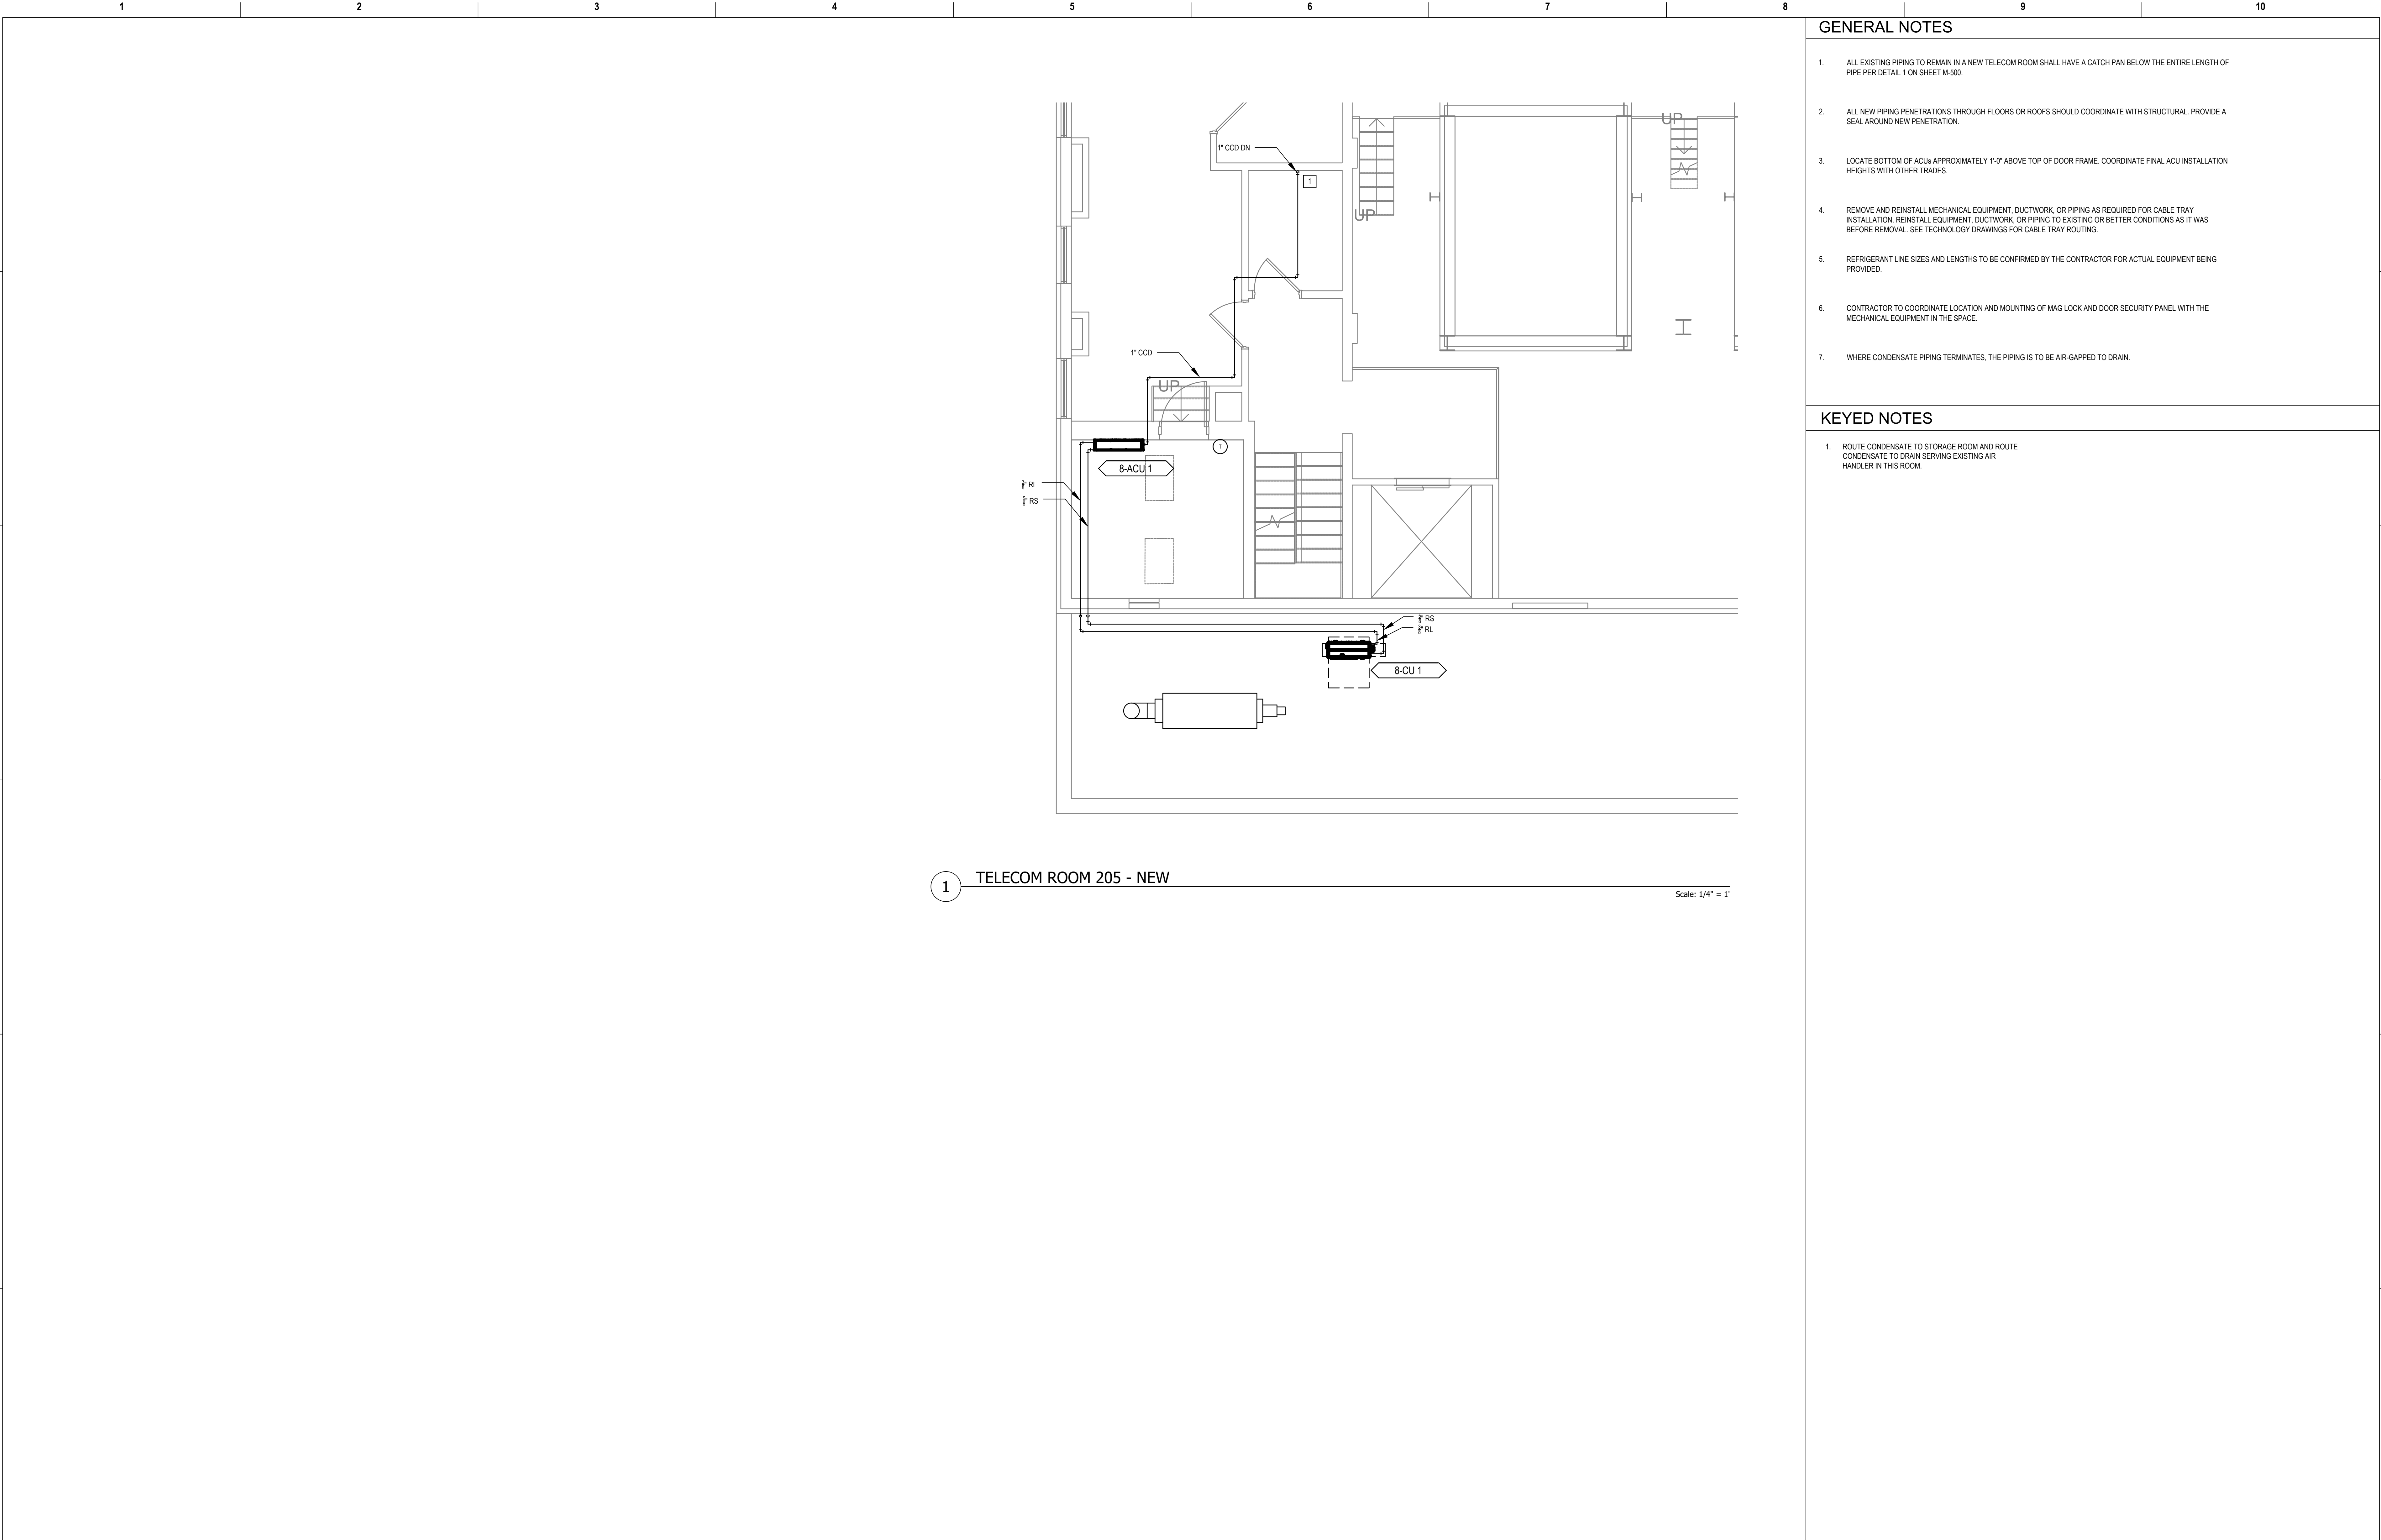 1 2 3 4 5 6 7 8 9 10
GENERAL NOTES
1. ALL EXISTING PIPING TO REMAIN IN A NEW TELECOM ROOM SHALL HAVE A CATCH PAN BELOW THE ENTIRE LENGTH OF
PIPE PER DETAIL 1 ON SHEET M-500.
2. ALL NEW PIPING PENETRATIONS THROUGH FLOORS OR ROOFS SHOULD COORDINATE WITH STRUCTURAL. PROVIDE A
SEAL AROUND NEW PENETRATION.
3. LOCATE BOTTOM OF ACUs APPROXIMATELY 1'-0" ABOVE TOP OF DOOR FRAME. COORDINATE FINAL ACU INSTALLATION
HEIGHTS WITH OTHER TRADES.
4. REMOVE AND REINSTALL MECHANICAL EQUIPMENT, DUCTWORK, OR PIPING AS REQUIRED FOR CABLE TRAY
INSTALLATION. REINSTALL EQUIPMENT, DUCTWORK, OR PIPING TO EXISTING OR BETTER CONDITIONS AS IT WAS
BEFORE REMOVAL. SEE TECHNOLOGY DRAWINGS FOR CABLE TRAY ROUTING.
5. REFRIGERANT LINE SIZES AND LENGTHS TO BE CONFIRMED BY THE CONTRACTOR FOR ACTUAL EQUIPMENT BEING
PROVIDED.
6. CONTRACTOR TO COORDINATE LOCATION AND MOUNTING OF MAG LOCK AND DOOR SECURITY PANEL WITH THE
MECHANICAL EQUIPMENT IN THE SPACE.
7. WHERE CONDENSATE PIPING TERMINATES, THE PIPING IS TO BE AIR-GAPPED TO DRAIN.
KEYED NOTES
1. ROUTE CONDENSATE TO STORAGE ROOM AND ROUTE
CONDENSATE TO DRAIN SERVING EXISTING AIR
HANDLER IN THIS ROOM.
UP
1" CCD DN
1
UP
1" CCD
UP
T
8-ACU 1
RL
RS
RS
RL
8-CU 1
1
TELECOM ROOM 205 - NEW
Scale: 1/4" = 1'